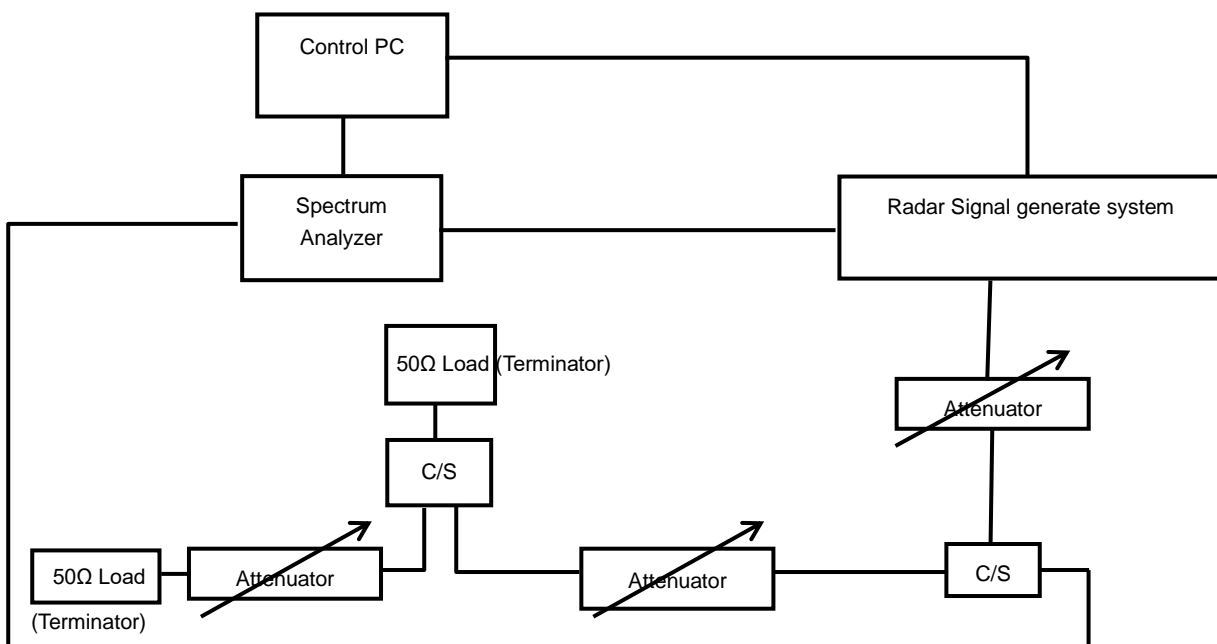 Control PC
Spectrum
Analyzer
Radar Signal generate system
50Ω Load (Terminator)
Attenuator
C/S
50Ω Load
(Terminator)
Attenuator
Attenuator
C/S